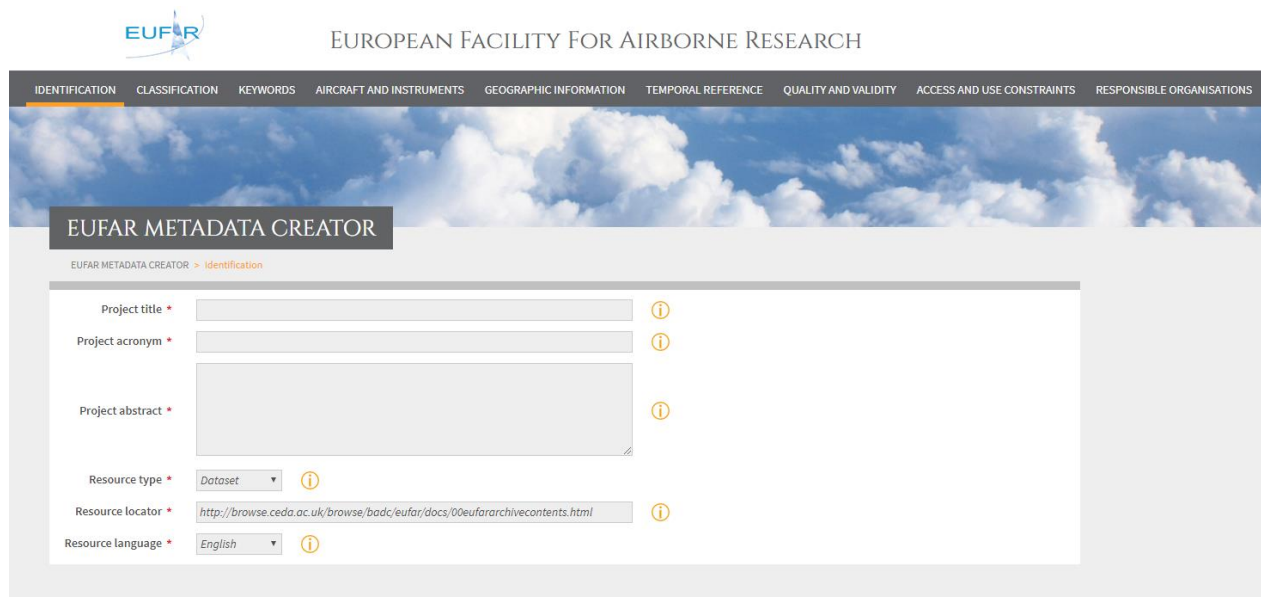 EUFAR
EUROPEAN FACILITY FOR AIRBORNE RESEARCH
IDENTIFICATION CLASSIFICATION KEYWORDS AIRCRAFT AND INSTRUMENTS GEOGRAPHIC INFORMATION TEMPORAL REFERENCE QUALITY AND VALIDITY ACCESS AND USE CONSTRAINTS RESPONSIBLE ORGANISATIONS
EUFAR METADATA CREATOR
EUFAR METADATA CREATOR > Identification
Project title *
Project acronym *
Project abstract *
Resource type * Dataset
Resource locator * http://browse.ceda.ac.uk/browse/badc/eufar/docs/00eufararchivecontents.html
Resource language * English